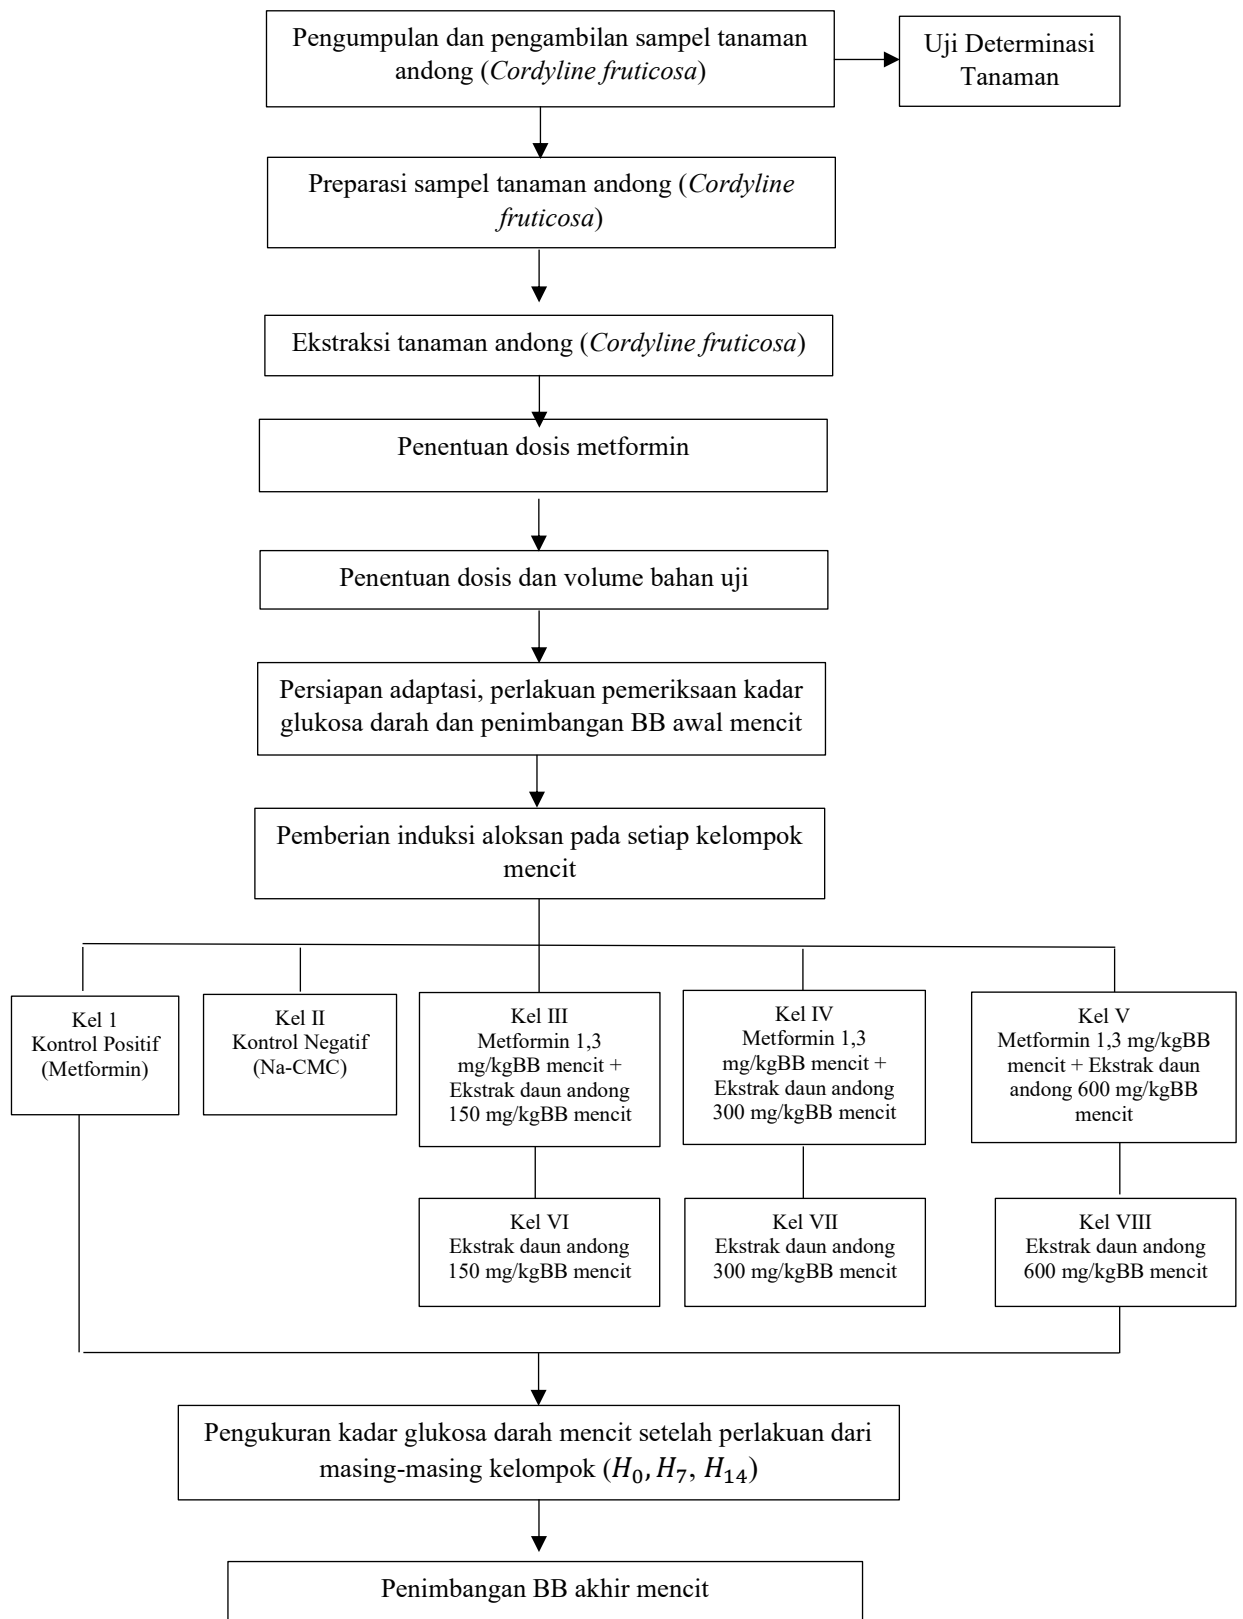 Pengumpulan dan pengambilan sampel tanaman
andong (Cordyline fruticosa)
Uji Determinasi
Tanaman
Preparasi sampel tanaman andong (Cordyline
fruticosa)
Ekstraksi tanaman andong (Cordyline fruticosa)
Penentuan dosis metformin
Penentuan dosis dan volume bahan uji
Persiapan adaptasi, perlakuan pemeriksaan kadar
glukosa darah dan penimbangan BB awal mencit
Pemberian induksi aloksan pada setiap kelompok
mencit
Kel 1
Kontrol Positif
(Metformin)
Kel II
Kontrol Negatif
(Na-CMC)
Kel III
Metformin 1,3
mg/kgBB mencit +
Ekstrak daun andong
150 mg/kgBB mencit
Kel IV
Metformin 1,3
mg/kgBB mencit +
Ekstrak daun andong
300 mg/kgBB mencit
Kel V
Metformin 1,3 mg/kgBB
mencit + Ekstrak daun
andong 600 mg/kgBB
mencit
Kel VI
Ekstrak daun andong
150 mg/kgBB mencit
Kel VII
Ekstrak daun andong
300 mg/kgBB mencit
Kel VIII
Ekstrak daun andong
600 mg/kgBB mencit
Pengukuran kadar glukosa darah mencit setelah perlakuan dari
masing-masing kelompok (H₀, H₇, H₁₄)
Penimbangan BB akhir mencit